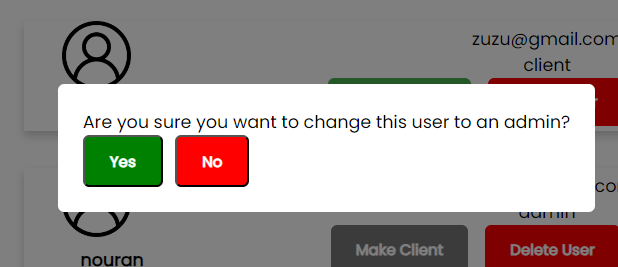 zuzu@gmail.com
client
Are you sure you want to change this user to an admin?
Yes No
admin
nouran
Make Client Delete User